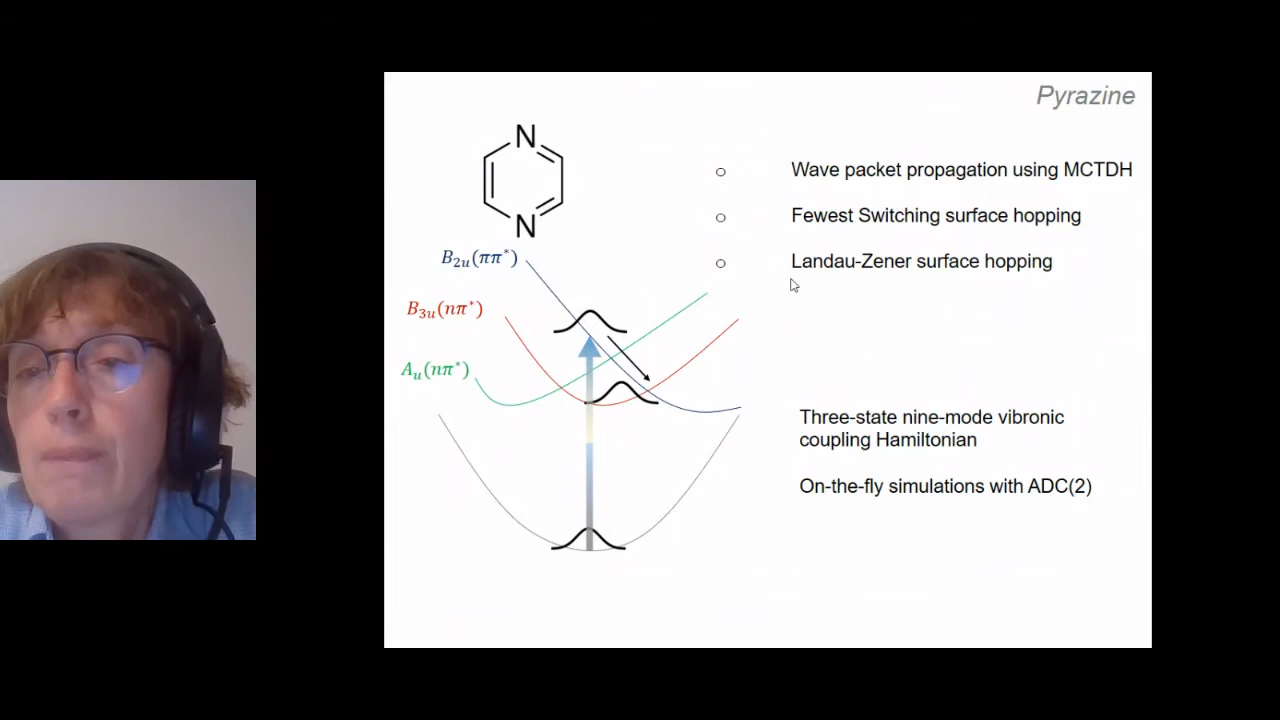 Pyrazine
N
N
Wave packet propagation using MCTDH
Fewest Switching surface hopping
Landau-Zener surface hopping
B₂ᵤ(ππ*)
B₃ᵤ(nπ*)
Aᵤ(nπ*)
Three-state nine-mode vibronic
coupling Hamiltonian
On-the-fly simulations with ADC(2)